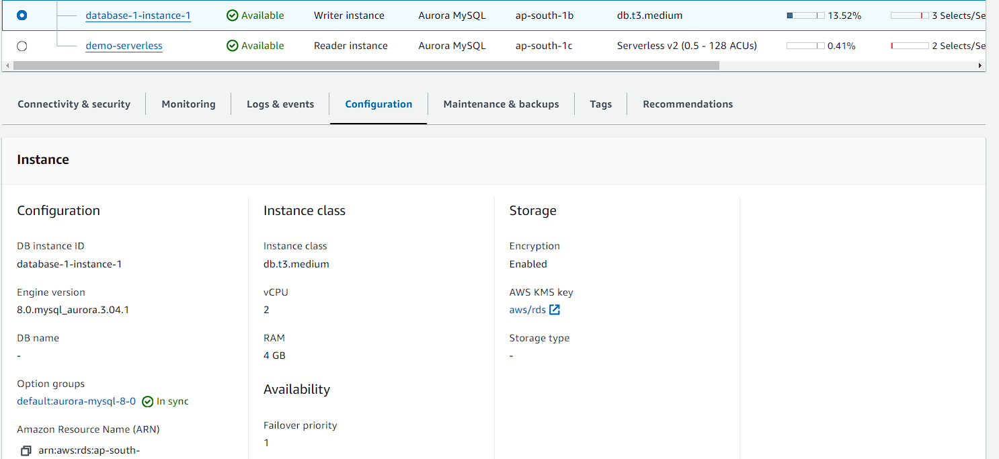 database-1-instance-1 Available Writer instance Aurora MySQL ap-south-1b db.t3.medium 13.52% 3 Selects/Se
demo-serverless Available Reader instance Aurora MySQL ap-south-1c Serverless v2 (0.5 - 128 ACUs) 0.41% 2 Selects/Se
Connectivity & security Monitoring Logs & events Configuration Maintenance & backups Tags Recommendations
Instance
Configuration
DB instance ID
database-1-instance-1
Engine version
8.0.mysql_aurora.3.04.1
DB name
-
Option groups
default:aurora-mysql-8-0 In sync
Amazon Resource Name (ARN)
arn:aws:rds:ap-south-
Instance class
Instance class
db.t3.medium
vCPU
2
RAM
4 GB
Availability
Failover priority
1
Storage
Encryption
Enabled
AWS KMS key
aws/rds
Storage type
-